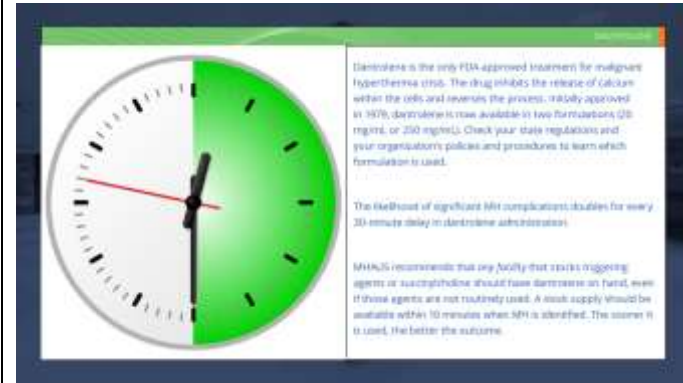 Dantrolene is the only FDA-approved treatment for malignant
hyperthermia crisis. The drug inhibits the release of calcium
within the cells and reverses the process. Initially approved
in 1979, dantrolene is now available in two formulations (20
mg/mL or 250 mg/mL). Check your state regulations and
your organization's policies and procedures to learn which
formulation is used.
The likelihood of significant MH complications doubles for every
30-minute delay in dantrolene administration.
MHAUS recommends that any facility that stocks triggering
agents or succinylcholine should have dantrolene on hand, even
if those agents are not routinely used. A stock supply should be
available within 10 minutes when MH is identified. The sooner it
is used, the better the outcome.